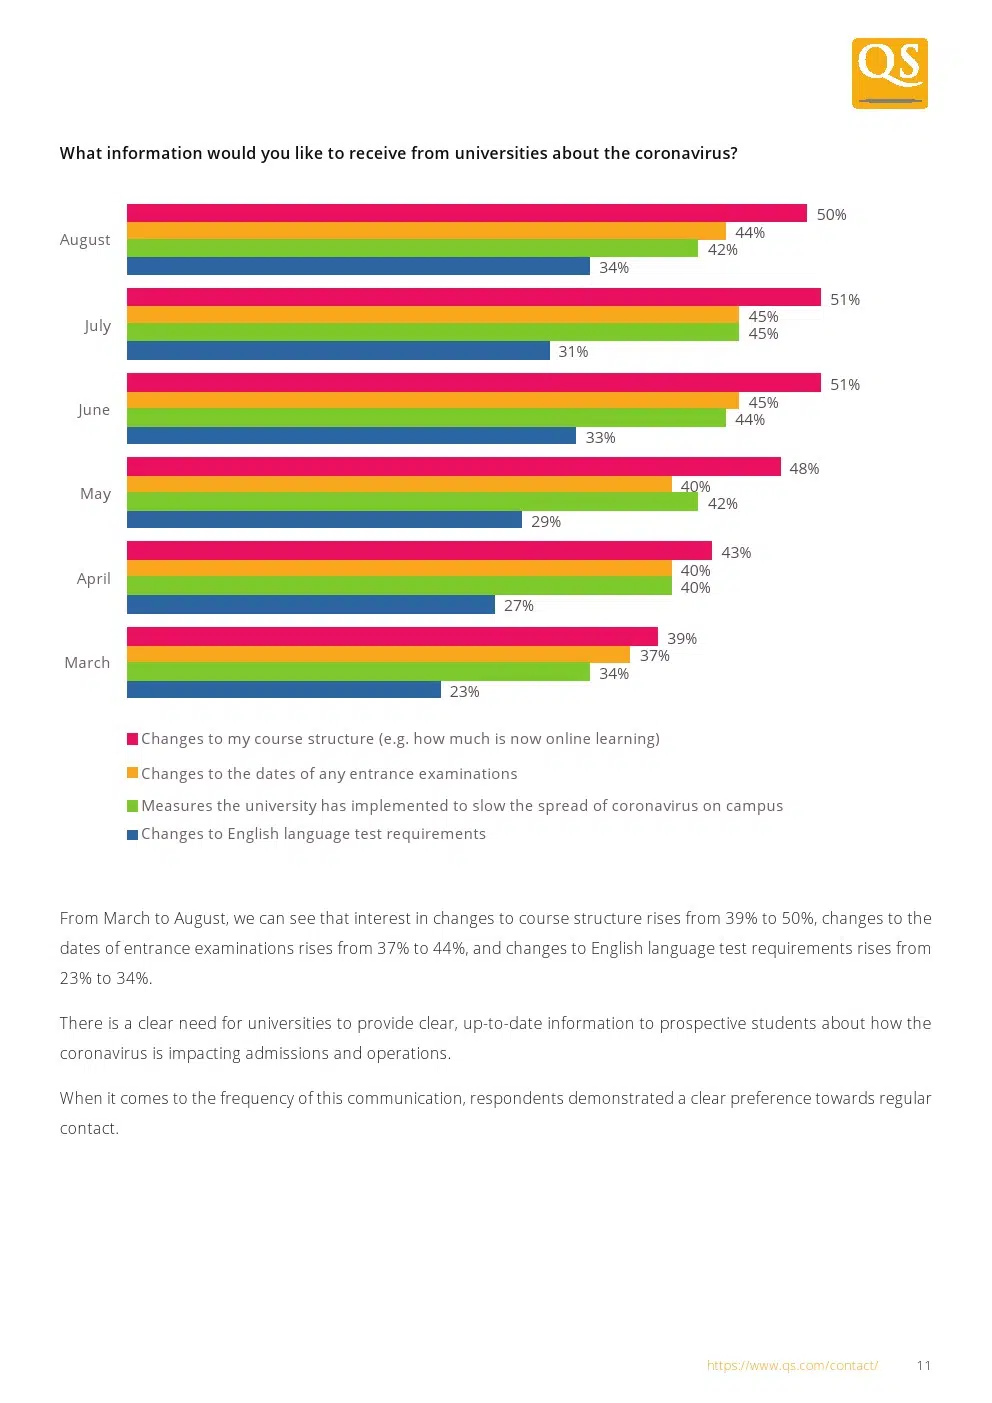 QS
What information would you like to receive from universities about the coronavirus?
August
50%
44%
42%
34%
July
51%
45%
45%
31%
June
51%
45%
44%
33%
May
48%
40%
42%
29%
April
43%
40%
40%
27%
March
39%
37%
34%
23%
Changes to my course structure (e.g. how much is now online learning)
Changes to the dates of any entrance examinations
Measures the university has implemented to slow the spread of coronavirus on campus
Changes to English language test requirements
From March to August, we can see that interest in changes to course structure rises from 39% to 50%, changes to the
dates of entrance examinations rises from 37% to 44%, and changes to English language test requirements rises from
23% to 34%.
There is a clear need for universities to provide clear, up-to-date information to prospective students about how the
coronavirus is impacting admissions and operations.
When it comes to the frequency of this communication, respondents demonstrated a clear preference towards regular
contact.
https://www.qs.com/contact/ 11